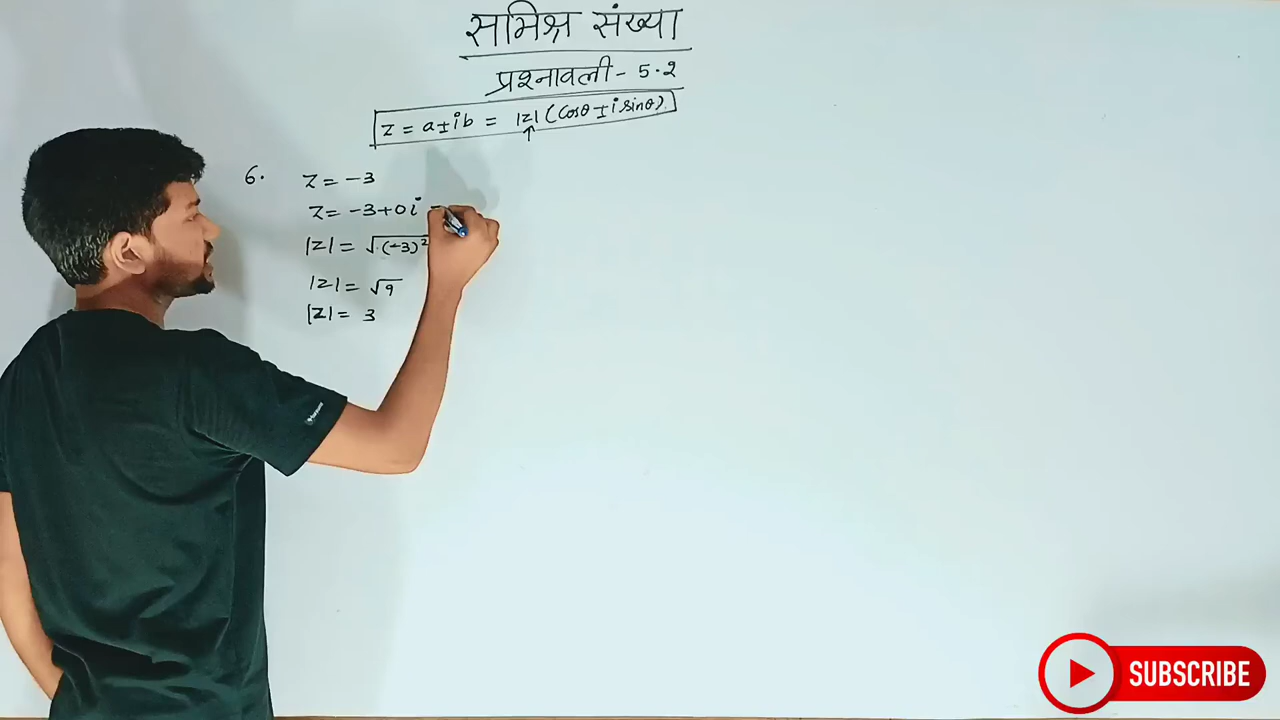 समिश्र संख्या
प्रश्नावली - 5.2
z = a ± ib = |z| (cosθ ± i sinθ).
↑
6. z = -3
z = -3+0i -
|z| = √(-3)²
|z| = √9
|z| = 3
SUBSCRIBE